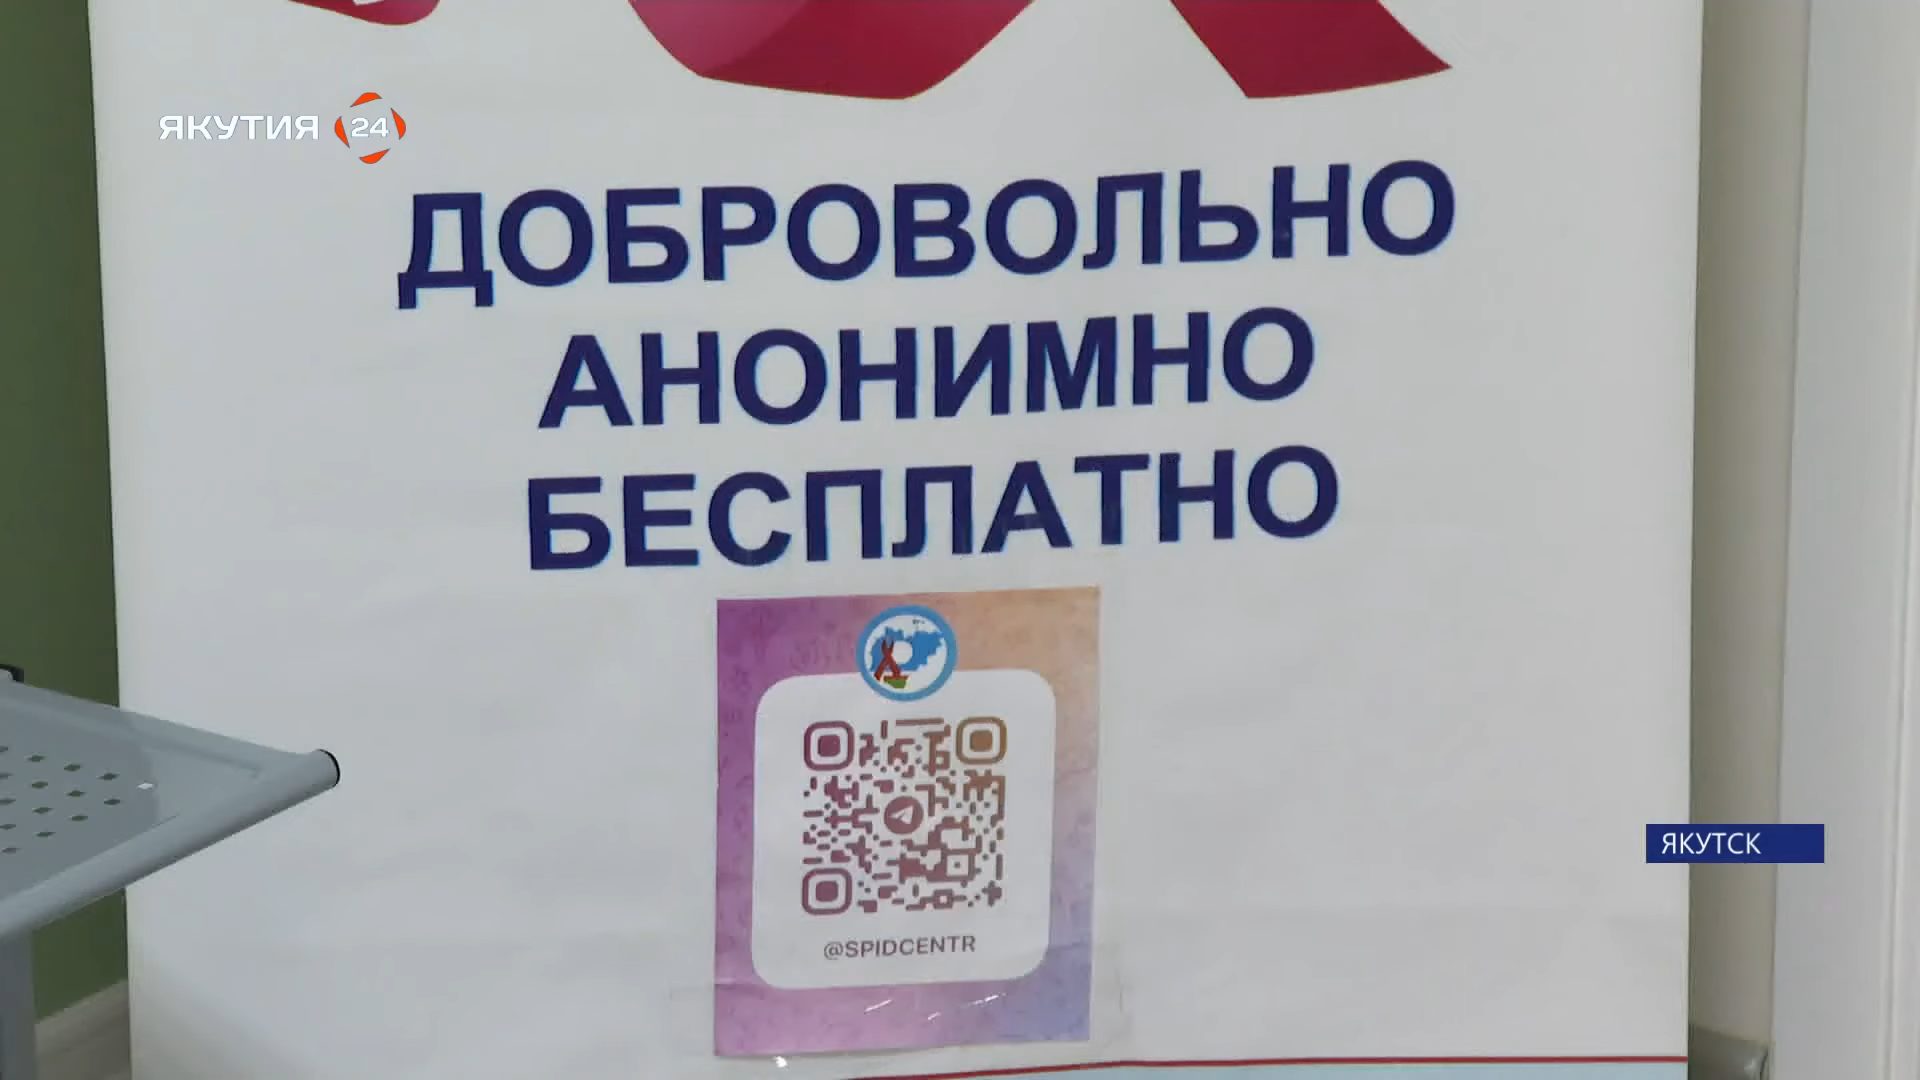 ЯКУТИЯ 24
ДОБРОВОЛЬНО
АНОНИМНО
БЕСПЛАТНО
@SPIDCENTR
ЯКУТСК